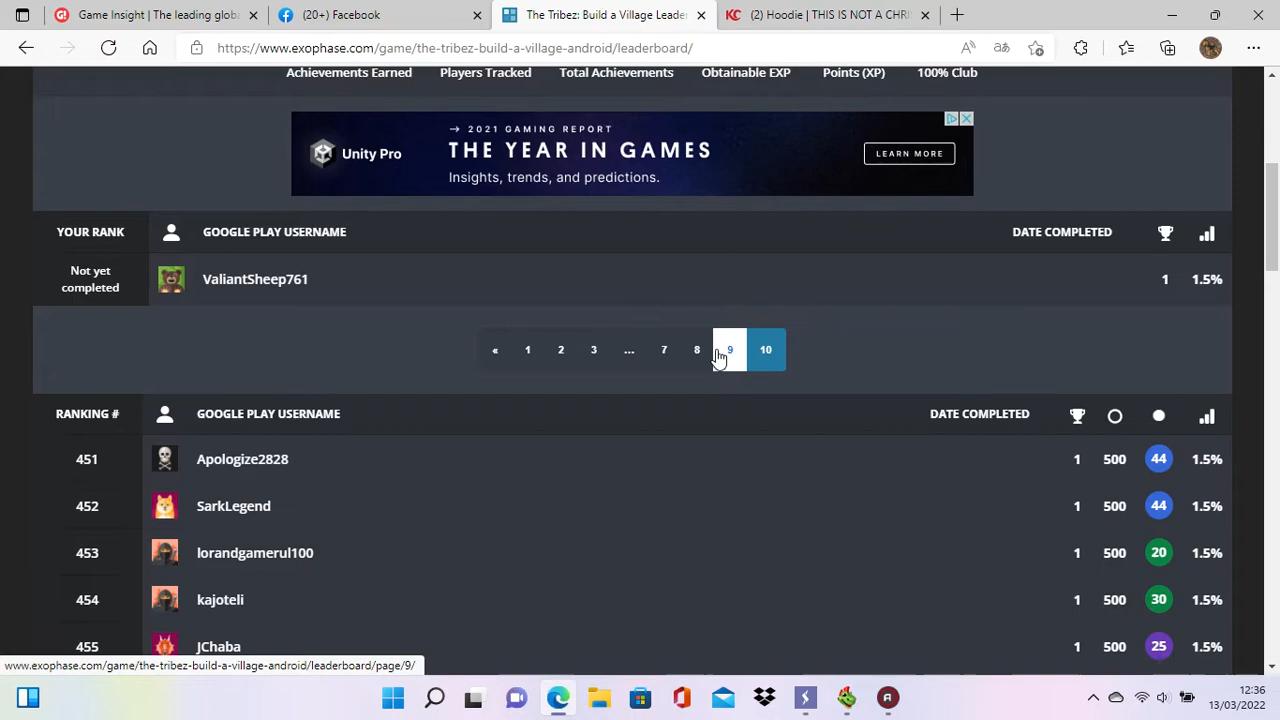 Game Insight | The leading globa
(20+) Facebook
The Tribez: Build a Village Leader
KC (2) Hoodie | THIS IS NOT A CHRI
https://www.exophase.com/game/the-tribez-build-a-village-android/leaderboard/
Achievements Earned Players Tracked Total Achievements Obtainable EXP Points (XP) 100% Club
Unity Pro
→ 2021 GAMING REPORT
THE YEAR IN GAMES
Insights, trends, and predictions.
LEARN MORE
YOUR RANK GOOGLE PLAY USERNAME DATE COMPLETED
Not yet completed ValiantSheep761 1 1.5%
« 1 2 3 ... 7 8 9 10
RANKING # GOOGLE PLAY USERNAME DATE COMPLETED
451 Apologize2828 1 500 44 1.5%
452 SarkLegend 1 500 44 1.5%
453 lorandgamerul100 1 500 20 1.5%
454 kajoteli 1 500 30 1.5%
455 JChaba 1 500 25 1.5%
www.exophase.com/game/the-tribez-build-a-village-android/leaderboard/page/9/
12:36
13/03/2022